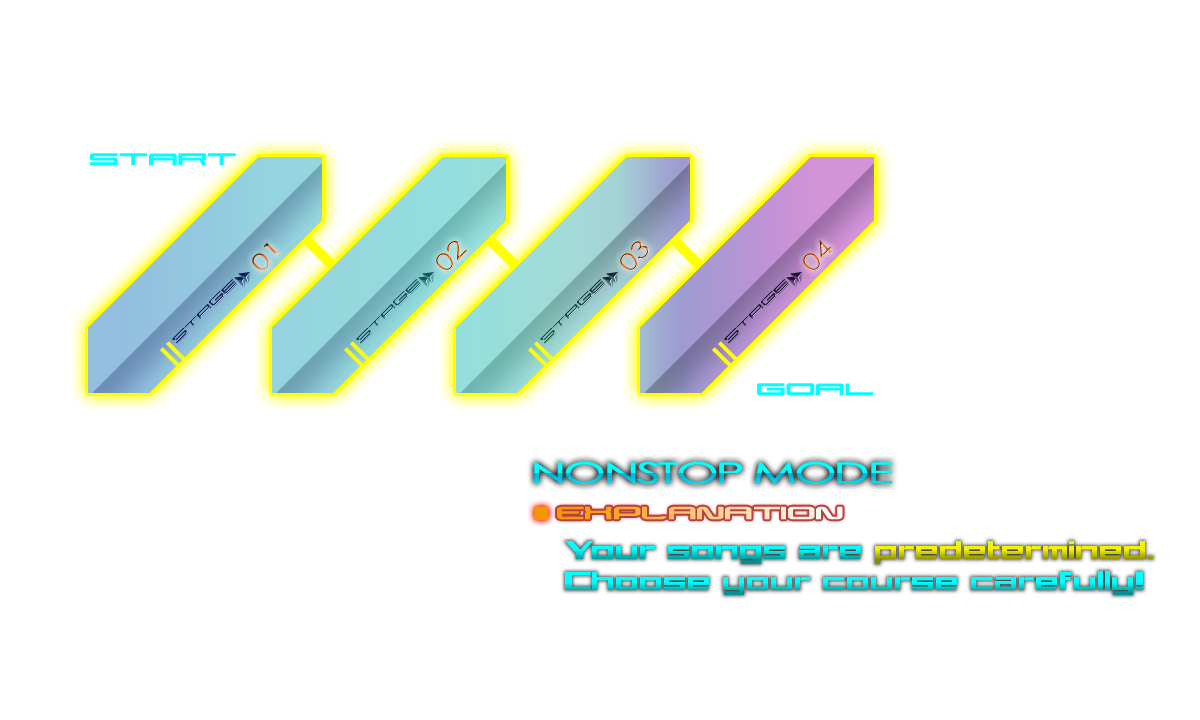 START
STAGE 01
STAGE 02
STAGE 03
STAGE 04
GOAL
NONSTOP MODE
EXPLANATION
Your songs are predetermined.
Choose your course carefully!